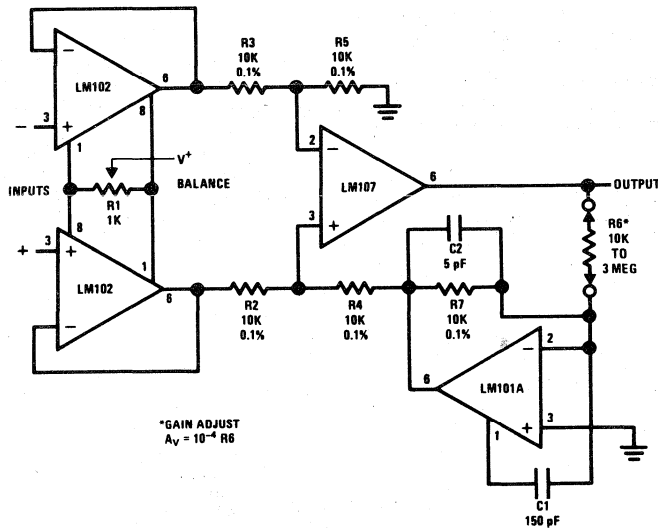 R3
10K
0.1%
R5
10K
0.1%
−
LM102
6
8
− 3
+
1
V+
INPUTS
BALANCE
R1
1K
2
−
LM107
6
OUTPUT
3
+
8
+ 3
+
1
LM102
6
−
R6*
10K
TO
3 MEG
C2
5 pF
R2
10K
0.1%
R4
10K
0.1%
R7
10K
0.1%
2
−
6
LM101A
3
+
1
*GAIN ADJUST
AV = 10-4 R6
C1
150 pF